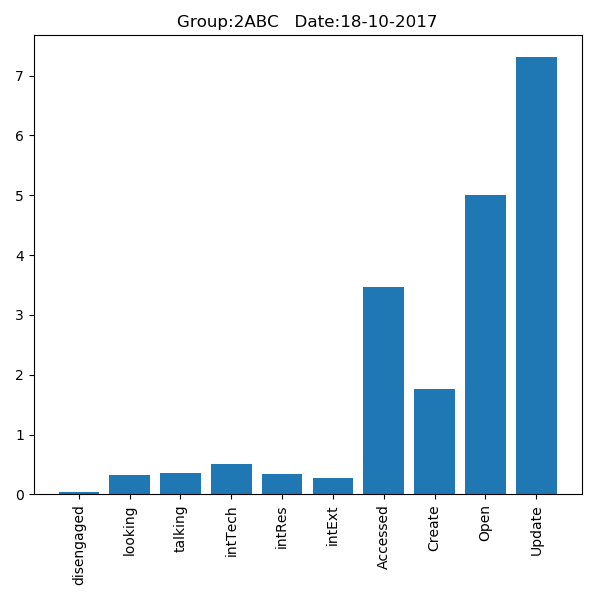 Group:2ABC   Date:18-10-2017
7
6
5
4
3
2
1
0
disengaged
looking
talking
intTech
intRes
intExt
Accessed
Create
Open
Update